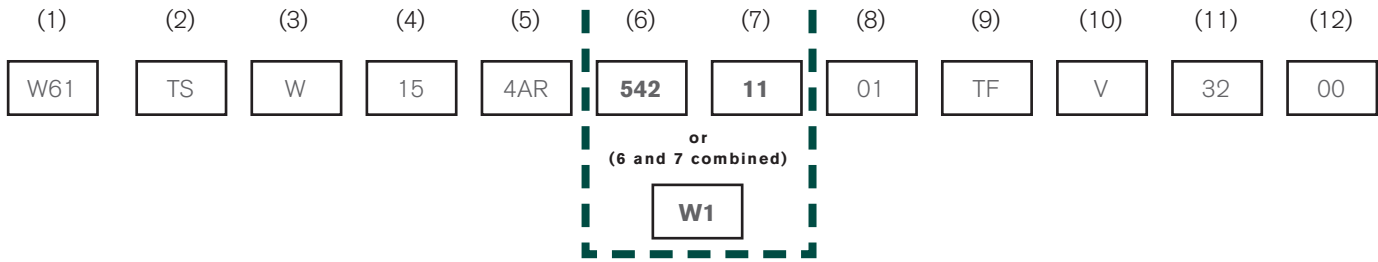 (1) (2) (3) (4) (5) (6) (7) (8) (9) (10) (11) (12)
W61 TS W 15 4AR 542 11 01 TF V 32 00
or
(6 and 7 combined)
W1